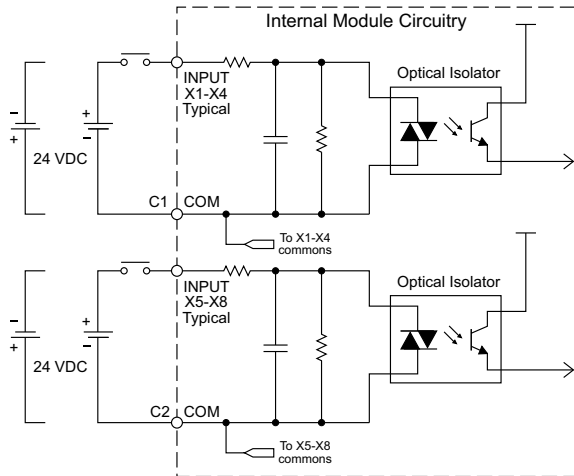 Internal Module Circuitry
Optical Isolator
INPUT
X1-X4
Typical
-
+
+
-
24 VDC
C1
COM
To X1-X4
commons
Optical Isolator
INPUT
X5-X8
Typical
-
+
+
-
24 VDC
C2
COM
To X5-X8
commons